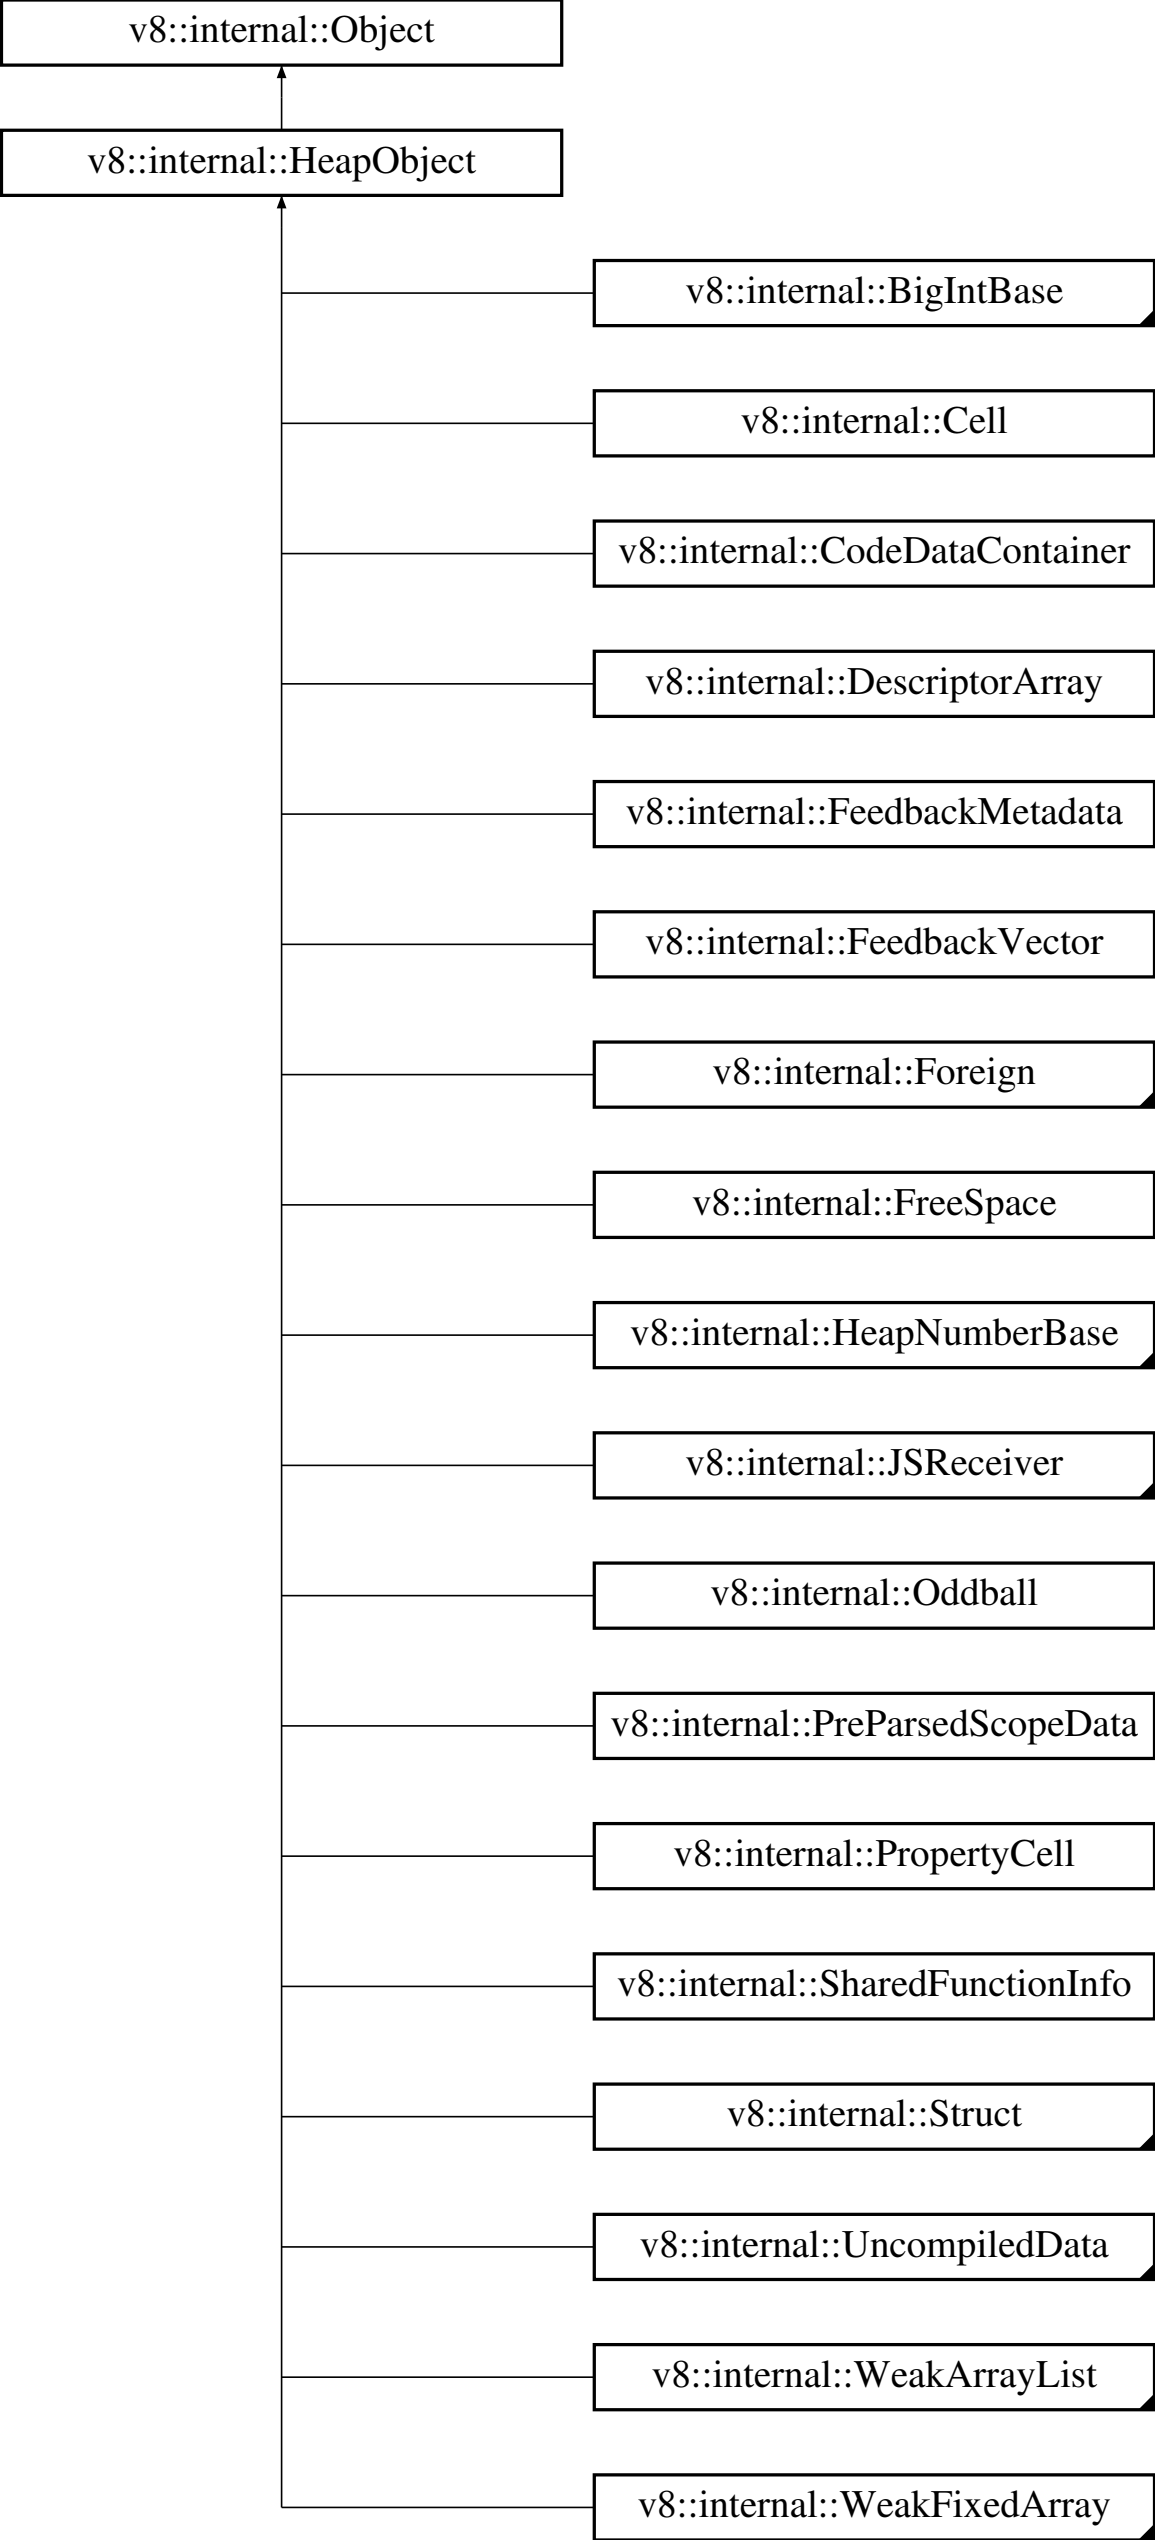 v8::internal::Object
v8::internal::HeapObject
v8::internal::BigIntBase
v8::internal::Cell
v8::internal::CodeDataContainer
v8::internal::DescriptorArray
v8::internal::FeedbackMetadata
v8::internal::FeedbackVector
v8::internal::Foreign
v8::internal::FreeSpace
v8::internal::HeapNumberBase
v8::internal::JSReceiver
v8::internal::Oddball
v8::internal::PreParsedScopeData
v8::internal::PropertyCell
v8::internal::SharedFunctionInfo
v8::internal::Struct
v8::internal::UncompiledData
v8::internal::WeakArrayList
v8::internal::WeakFixedArray